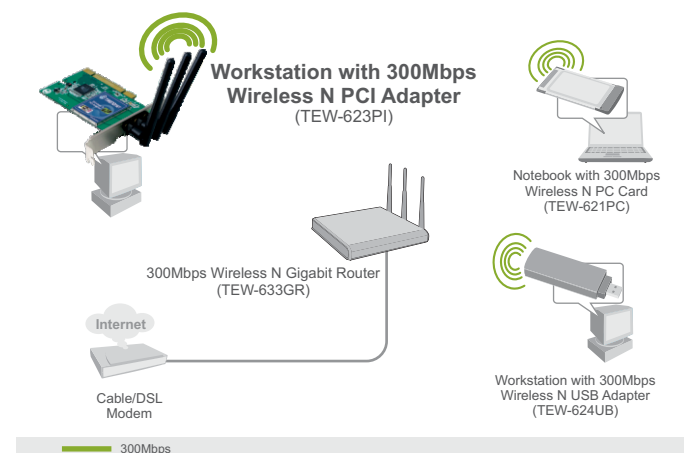 Workstation with 300Mbps
Wireless N PCI Adapter
(TEW-623PI)
Notebook with 300Mbps
Wireless N PC Card
(TEW-621PC)
300Mbps Wireless N Gigabit Router
(TEW-633GR)
Internet
Cable/DSL
Modem
Workstation with 300Mbps
Wireless N USB Adapter
(TEW-624UB)
300Mbps